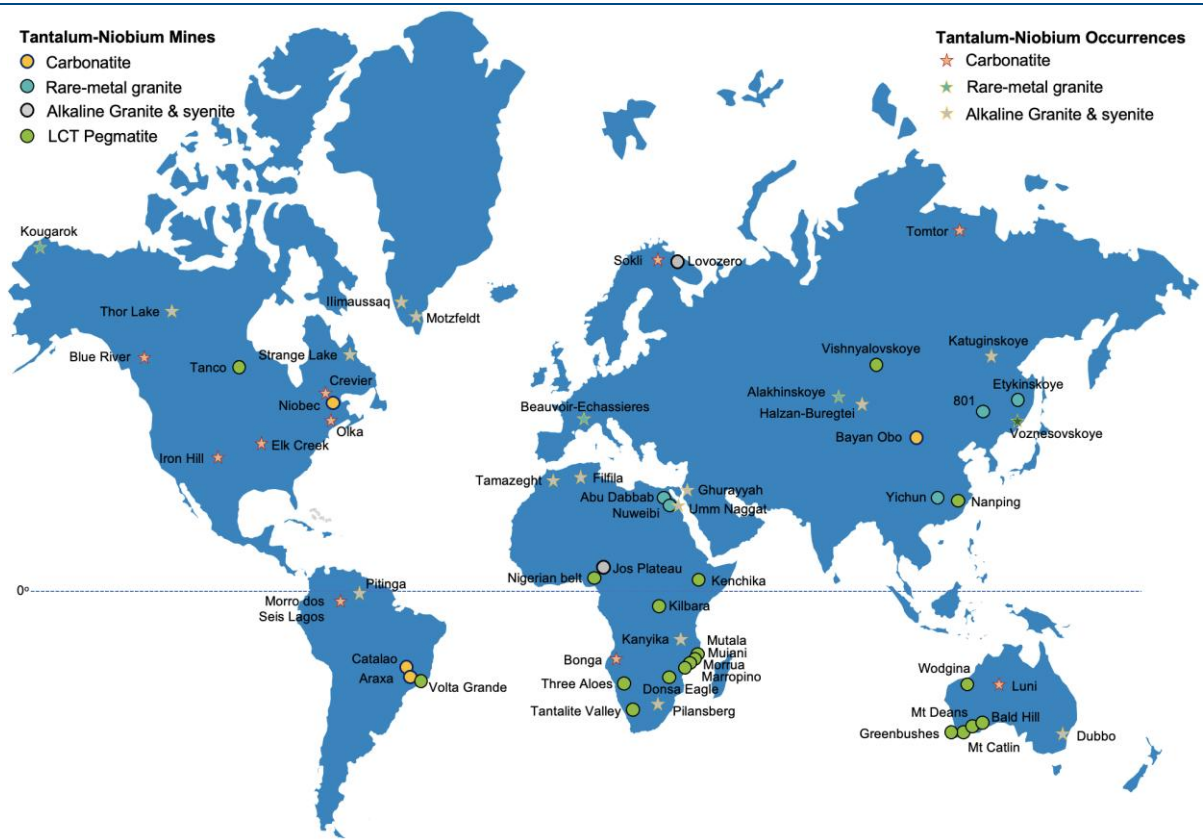 Tantalum-Niobium Mines
Carbonatite
Rare-metal granite
Alkaline Granite & syenite
LCT Pegmatite
Tantalum-Niobium Occurrences
Carbonatite
Rare-metal granite
Alkaline Granite & syenite
Kougarok
Thor Lake
Blue River
Tanco
Ilimaussaq
Motzfeldt
Strange Lake
Crevier
Niobec
Olka
Elk Creek
Iron Hill
Sokli
Lovozero
Tomtor
Vishnyalovskoye
Katuginskoye
Alakhinskoye
Halzan-Buregtei
Etykinskoye
801
Voznesovskoye
Bayan Obo
Beauvoir-Echassieres
Tamazeght
Filfila
Abu Dabbab
Nuweibi
Ghurayyah
Umm Naggat
Yichun
Nanping
Jos Plateau
Nigerian belt
Kenchika
0º
Pitinga
Morro dos
Seis Lagos
Kilbara
Kanyika
Mutala
Muiani
Morrua
Marropino
Bonga
Catalao
Araxa
Volta Grande
Three Aloes
Donsa Eagle
Tantalite Valley
Pilansberg
Wodgina
Luni
Mt Deans
Bald Hill
Greenbushes
Mt Catlin
Dubbo